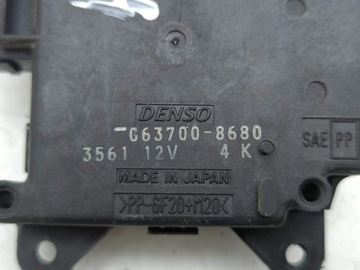 DENSO
063700-8680
3561 12V 4 K
SAE PP
MADE IN JAPAN
>PP-GF20+M20<